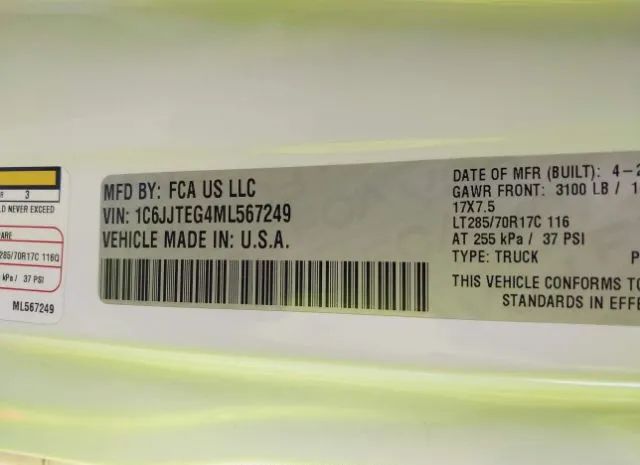 R 3
LD NEVER EXCEED
285/70R17C 116Q
kPa / 37 PSI
ML567249
MFD BY: FCA US LLC
VIN: 1C6JJTEG4ML567249
VEHICLE MADE IN: U.S.A.
DATE OF MFR (BUILT): 4-2
GAWR FRONT: 3100 LB / 1
17X7.5
LT285/70R17C 116
AT 255 kPa / 37 PSI
TYPE: TRUCK P
THIS VEHICLE CONFORMS TO
STANDARDS IN EFFE